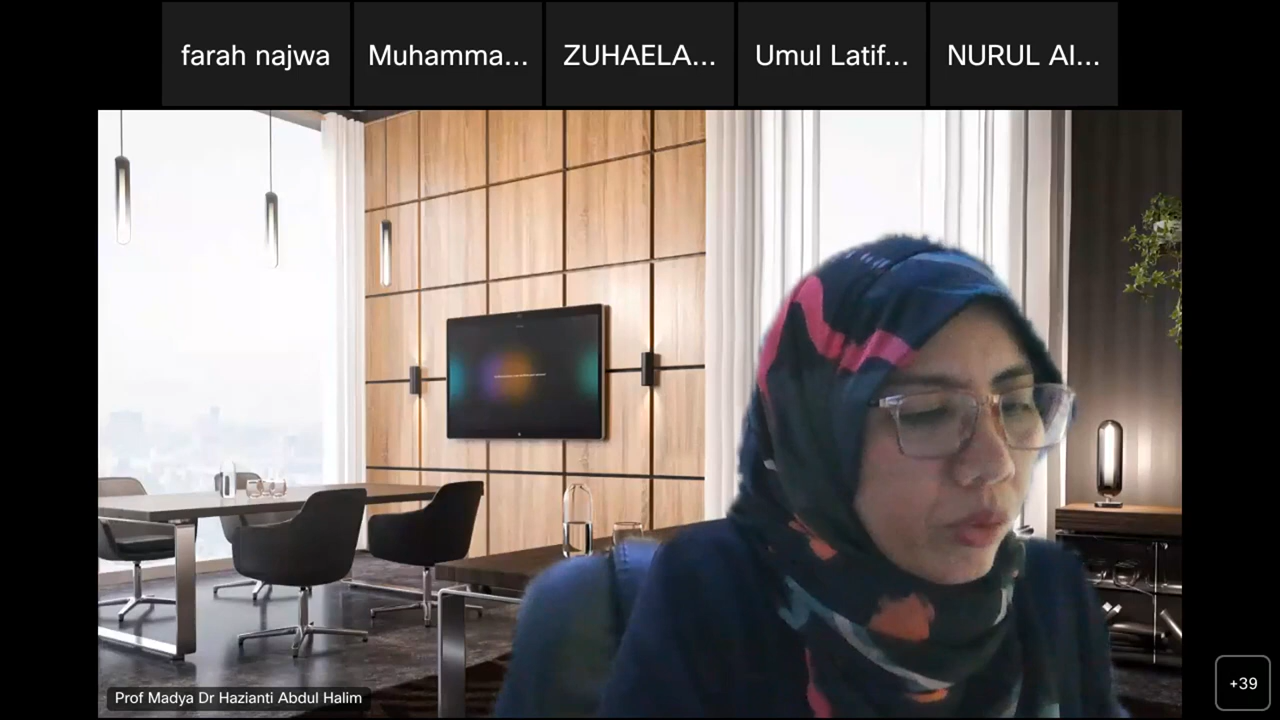 farah najwa
Muhamma...
ZUHAELA...
Umul Latif...
NURUL AI...
Prof Madya Dr Hazianti Abdul Halim
+39